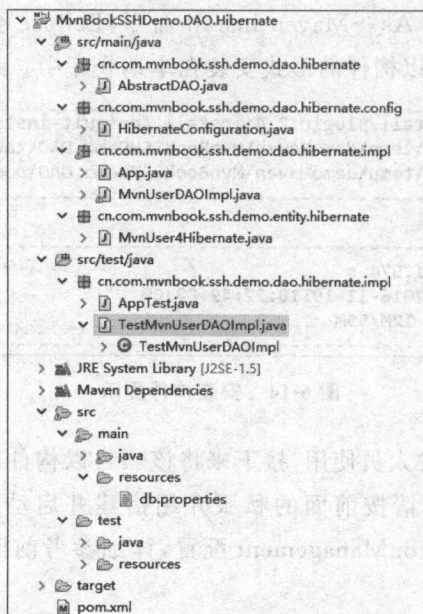 MvnBookSSHDemo.DAO.Hibernate
src/main/java
cn.com.mvnbook.ssh.demo.dao.hibernate
AbstractDAO.java
cn.com.mvnbook.ssh.demo.dao.hibernate.config
HibernateConfiguration.java
cn.com.mvnbook.ssh.demo.dao.hibernate.impl
App.java
MvnUserDAOImpl.java
cn.com.mvnbook.ssh.demo.entity.hibernate
MvnUser4Hibernate.java
src/test/java
cn.com.mvnbook.ssh.demo.dao.hibernate.impl
AppTest.java
TestMvnUserDAOImpl.java
TestMvnUserDAOImpl
JRE System Library [J2SE-1.5]
Maven Dependencies
src
main
java
resources
db.properties
test
java
resources
target
pom.xml